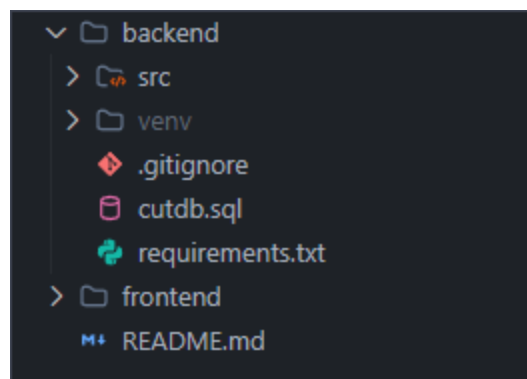 backend
src
venv
.gitignore
cutdb.sql
requirements.txt
frontend
M↓ README.md